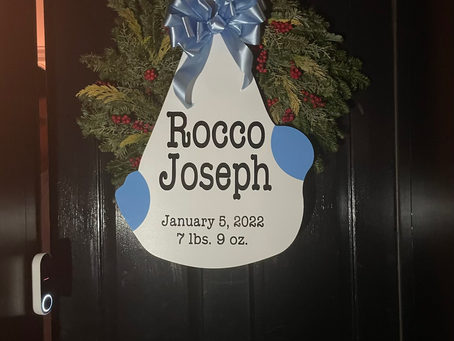 Rocco
Joseph
January 5, 2022
7 lbs. 9 oz.